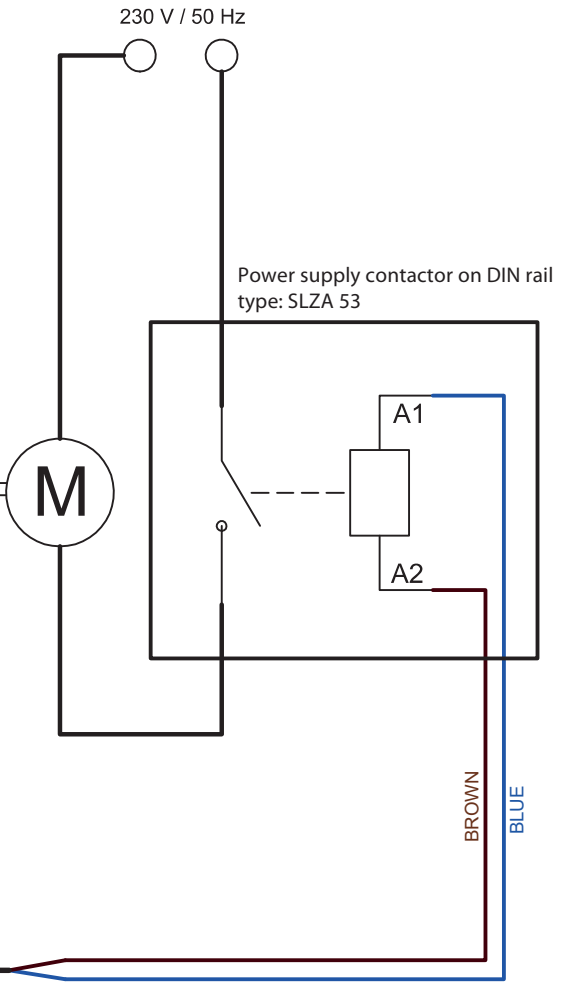 230 V / 50 Hz
Power supply contactor on DIN rail
type: SLZA 53
A1
M
A2
BROWN
BLUE